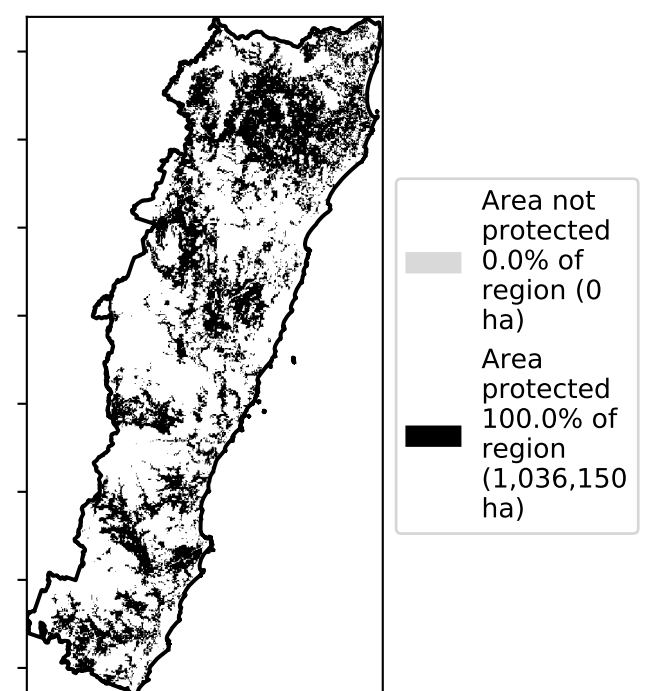 Area not
protected
0.0% of
region (0
ha)
Area
protected
100.0% of
region
(1,036,150
ha)